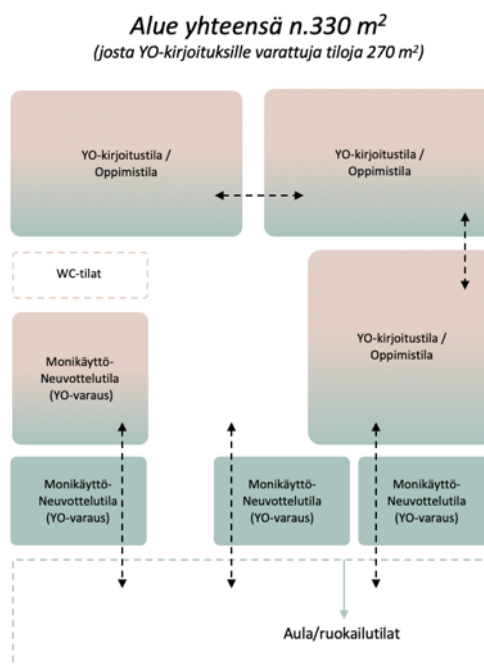 Alue yhteensä n.330 m²
(josta YO-kirjoituksille varattuja tiloja 270 m²)
YO-kirjoitustila /
Oppimistila
YO-kirjoitustila /
Oppimistila
WC-tilat
YO-kirjoitustila /
Oppimistila
Monikäyttö-
Neuvottelutila
(YO-varaus)
Monikäyttö-
Neuvottelutila
(YO-varaus)
Monikäyttö-
Neuvottelutila
(YO-varaus)
Monikäyttö-
Neuvottelutila
(YO-varaus)
Aula/ruokailutilat